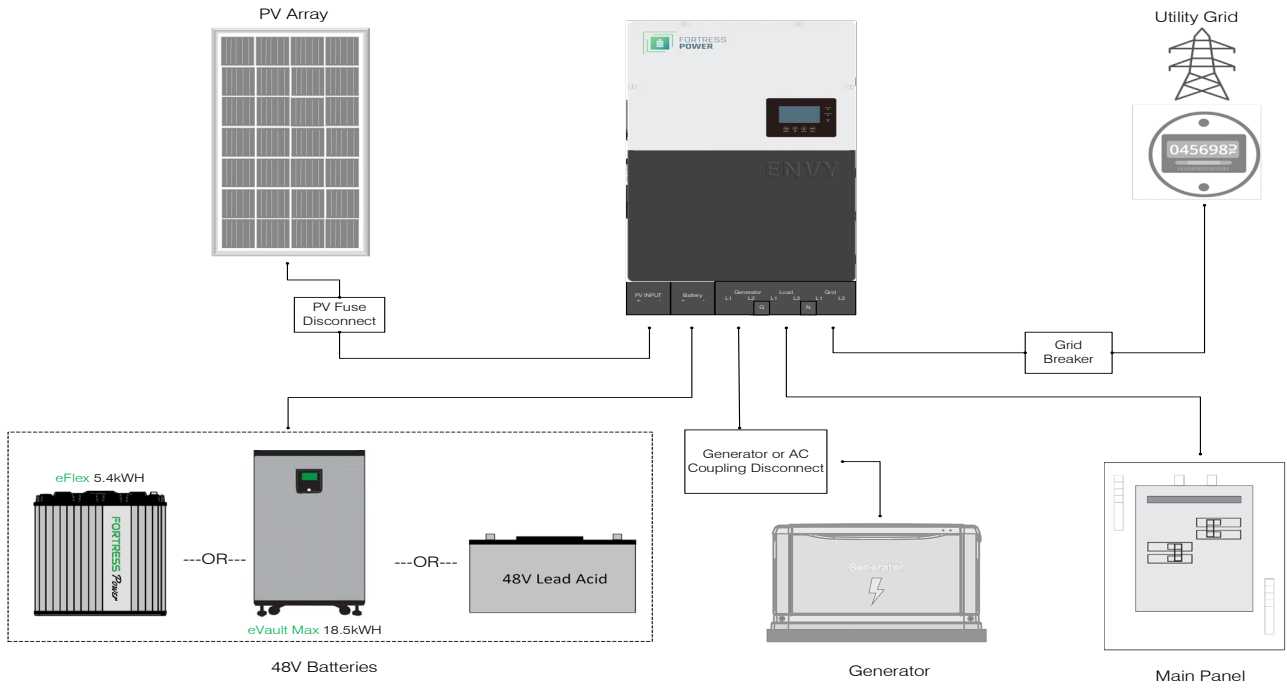 PV Array
Utility Grid
FORTRESS
POWER
ENVY
PV INPUT
+ -
Battery
+ -
Generator
L1 L2
G
Load
L1 L2
N
Grid
L1 L2
PV Fuse
Disconnect
Grid
Breaker
Generator or AC
Coupling Disconnect
eFlex 5.4kWH
FORTRESS Power
---OR---
eVault Max 18.5kWH
---OR---
48V Lead Acid
48V Batteries
Generator
Generator
Main Panel